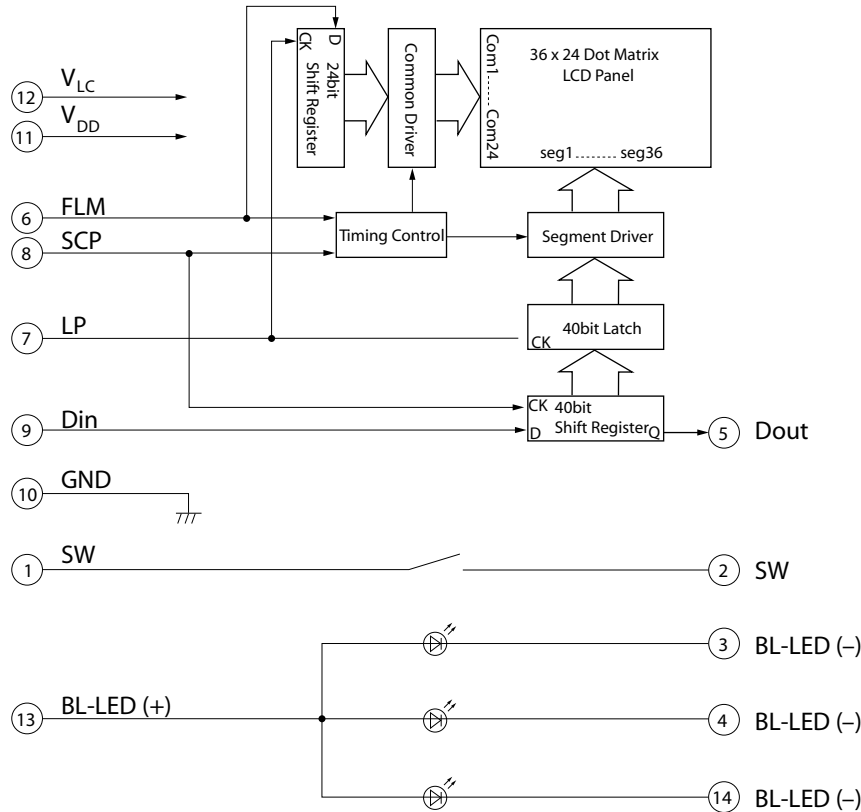 D
CK
24bit
Shift Register
Common Driver
Com1...... Com24
36 x 24 Dot Matrix
LCD Panel
seg1........ seg36
12 VLC
11 VDD
6 FLM
Timing Control
Segment Driver
8 SCP
7 LP
40bit Latch
CK
9 Din
CK 40bit
D Shift Register Q
5 Dout
10 GND
1 SW
2 SW
3 BL-LED (–)
13 BL-LED (+)
4 BL-LED (–)
14 BL-LED (–)